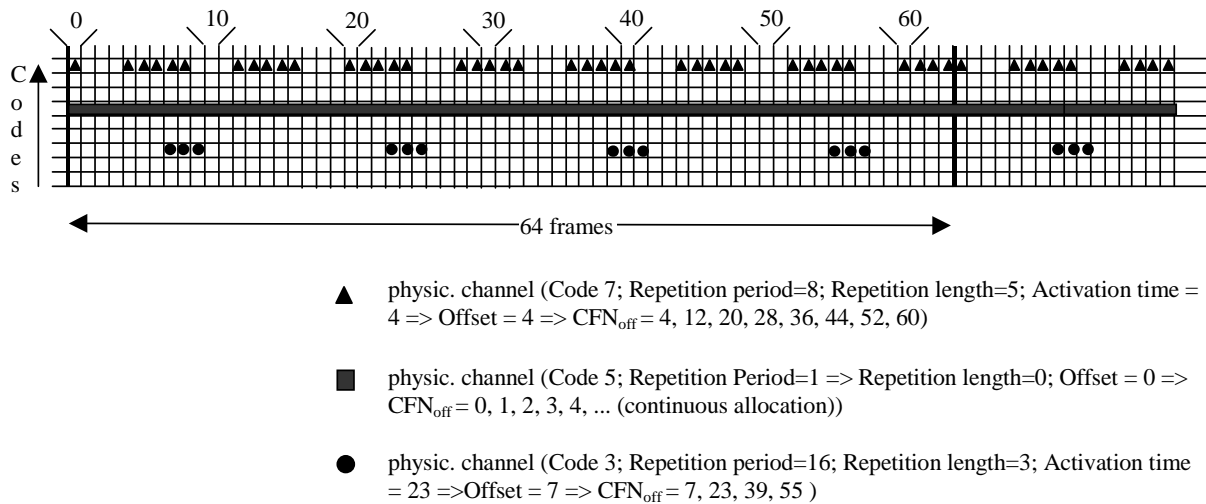 0 10 20 30 40 50 60
C
o
d
e
s
64 frames
physic. channel (Code 7; Repetition period=8; Repetition length=5; Activation time =
4 => Offset = 4 => CFNoff = 4, 12, 20, 28, 36, 44, 52, 60)
physic. channel (Code 5; Repetition Period=1 => Repetition length=0; Offset = 0 =>
CFNoff = 0, 1, 2, 3, 4, ... (continuous allocation))
physic. channel (Code 3; Repetition period=16; Repetition length=3; Activation time
= 23 =>Offset = 7 => CFNoff = 7, 23, 39, 55 )